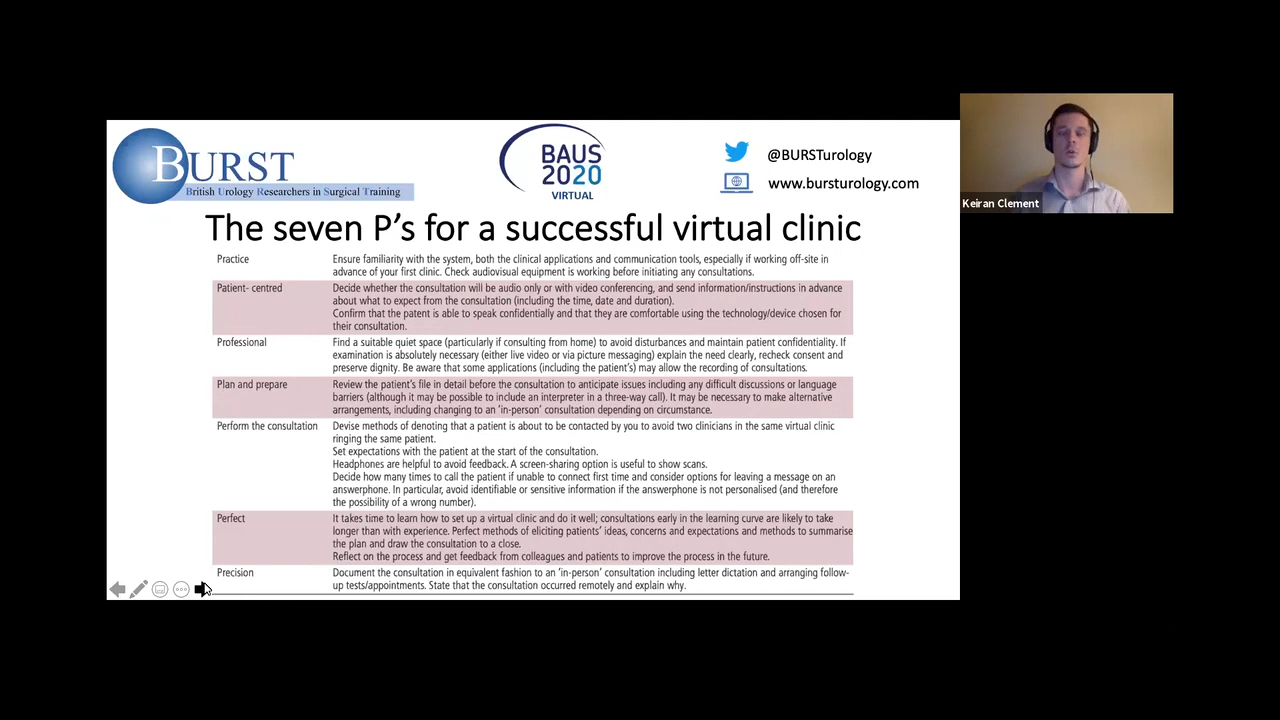 BURST
British Urology Researchers in Surgical Training
BAUS
2020
VIRTUAL
@BURSTurology
www.bursturology.com
Keiran Clement
The seven P's for a successful virtual clinic
Practice
Ensure familiarity with the system, both the clinical applications and communication tools, especially if working off-site in
advance of your first clinic. Check audiovisual equipment is working before initiating any consultations.
Patient- centred
Decide whether the consultation will be audio only or with video conferencing, and send information/instructions in advance
about what to expect from the consultation (including the time, date and duration).
Confirm that the patent is able to speak confidentially and that they are comfortable using the technology/device chosen for
their consultation.
Professional
Find a suitable quiet space (particularly if consulting from home) to avoid disturbances and maintain patient confidentiality. If
examination is absolutely necessary (either live video or via picture messaging) explain the need clearly, recheck consent and
preserve dignity. Be aware that some applications (including the patient's) may allow the recording of consultations.
Plan and prepare
Review the patient's file in detail before the consultation to anticipate issues including any difficult discussions or language
barriers (although it may be possible to include an interpreter in a three-way call). It may be necessary to make alternative
arrangements, including changing to an 'in-person' consultation depending on circumstance.
Perform the consultation
Devise methods of denoting that a patient is about to be contacted by you to avoid two clinicians in the same virtual clinic
ringing the same patient.
Set expectations with the patient at the start of the consultation.
Headphones are helpful to avoid feedback. A screen-sharing option is useful to show scans.
Decide how many times to call the patient if unable to connect first time and consider options for leaving a message on an
answerphone. In particular, avoid identifiable or sensitive information if the answerphone is not personalised (and therefore
the possibility of a wrong number).
Perfect
It takes time to learn how to set up a virtual clinic and do it well; consultations early in the learning curve are likely to take
longer than with experience. Perfect methods of eliciting patients' ideas, concerns and expectations and methods to summarise
the plan and draw the consultation to a close.
Reflect on the process and get feedback from colleagues and patients to improve the process in the future.
Precision
Document the consultation in equivalent fashion to an 'in-person' consultation including letter dictation and arranging follow-
up tests/appointments. State that the consultation occurred remotely and explain why.